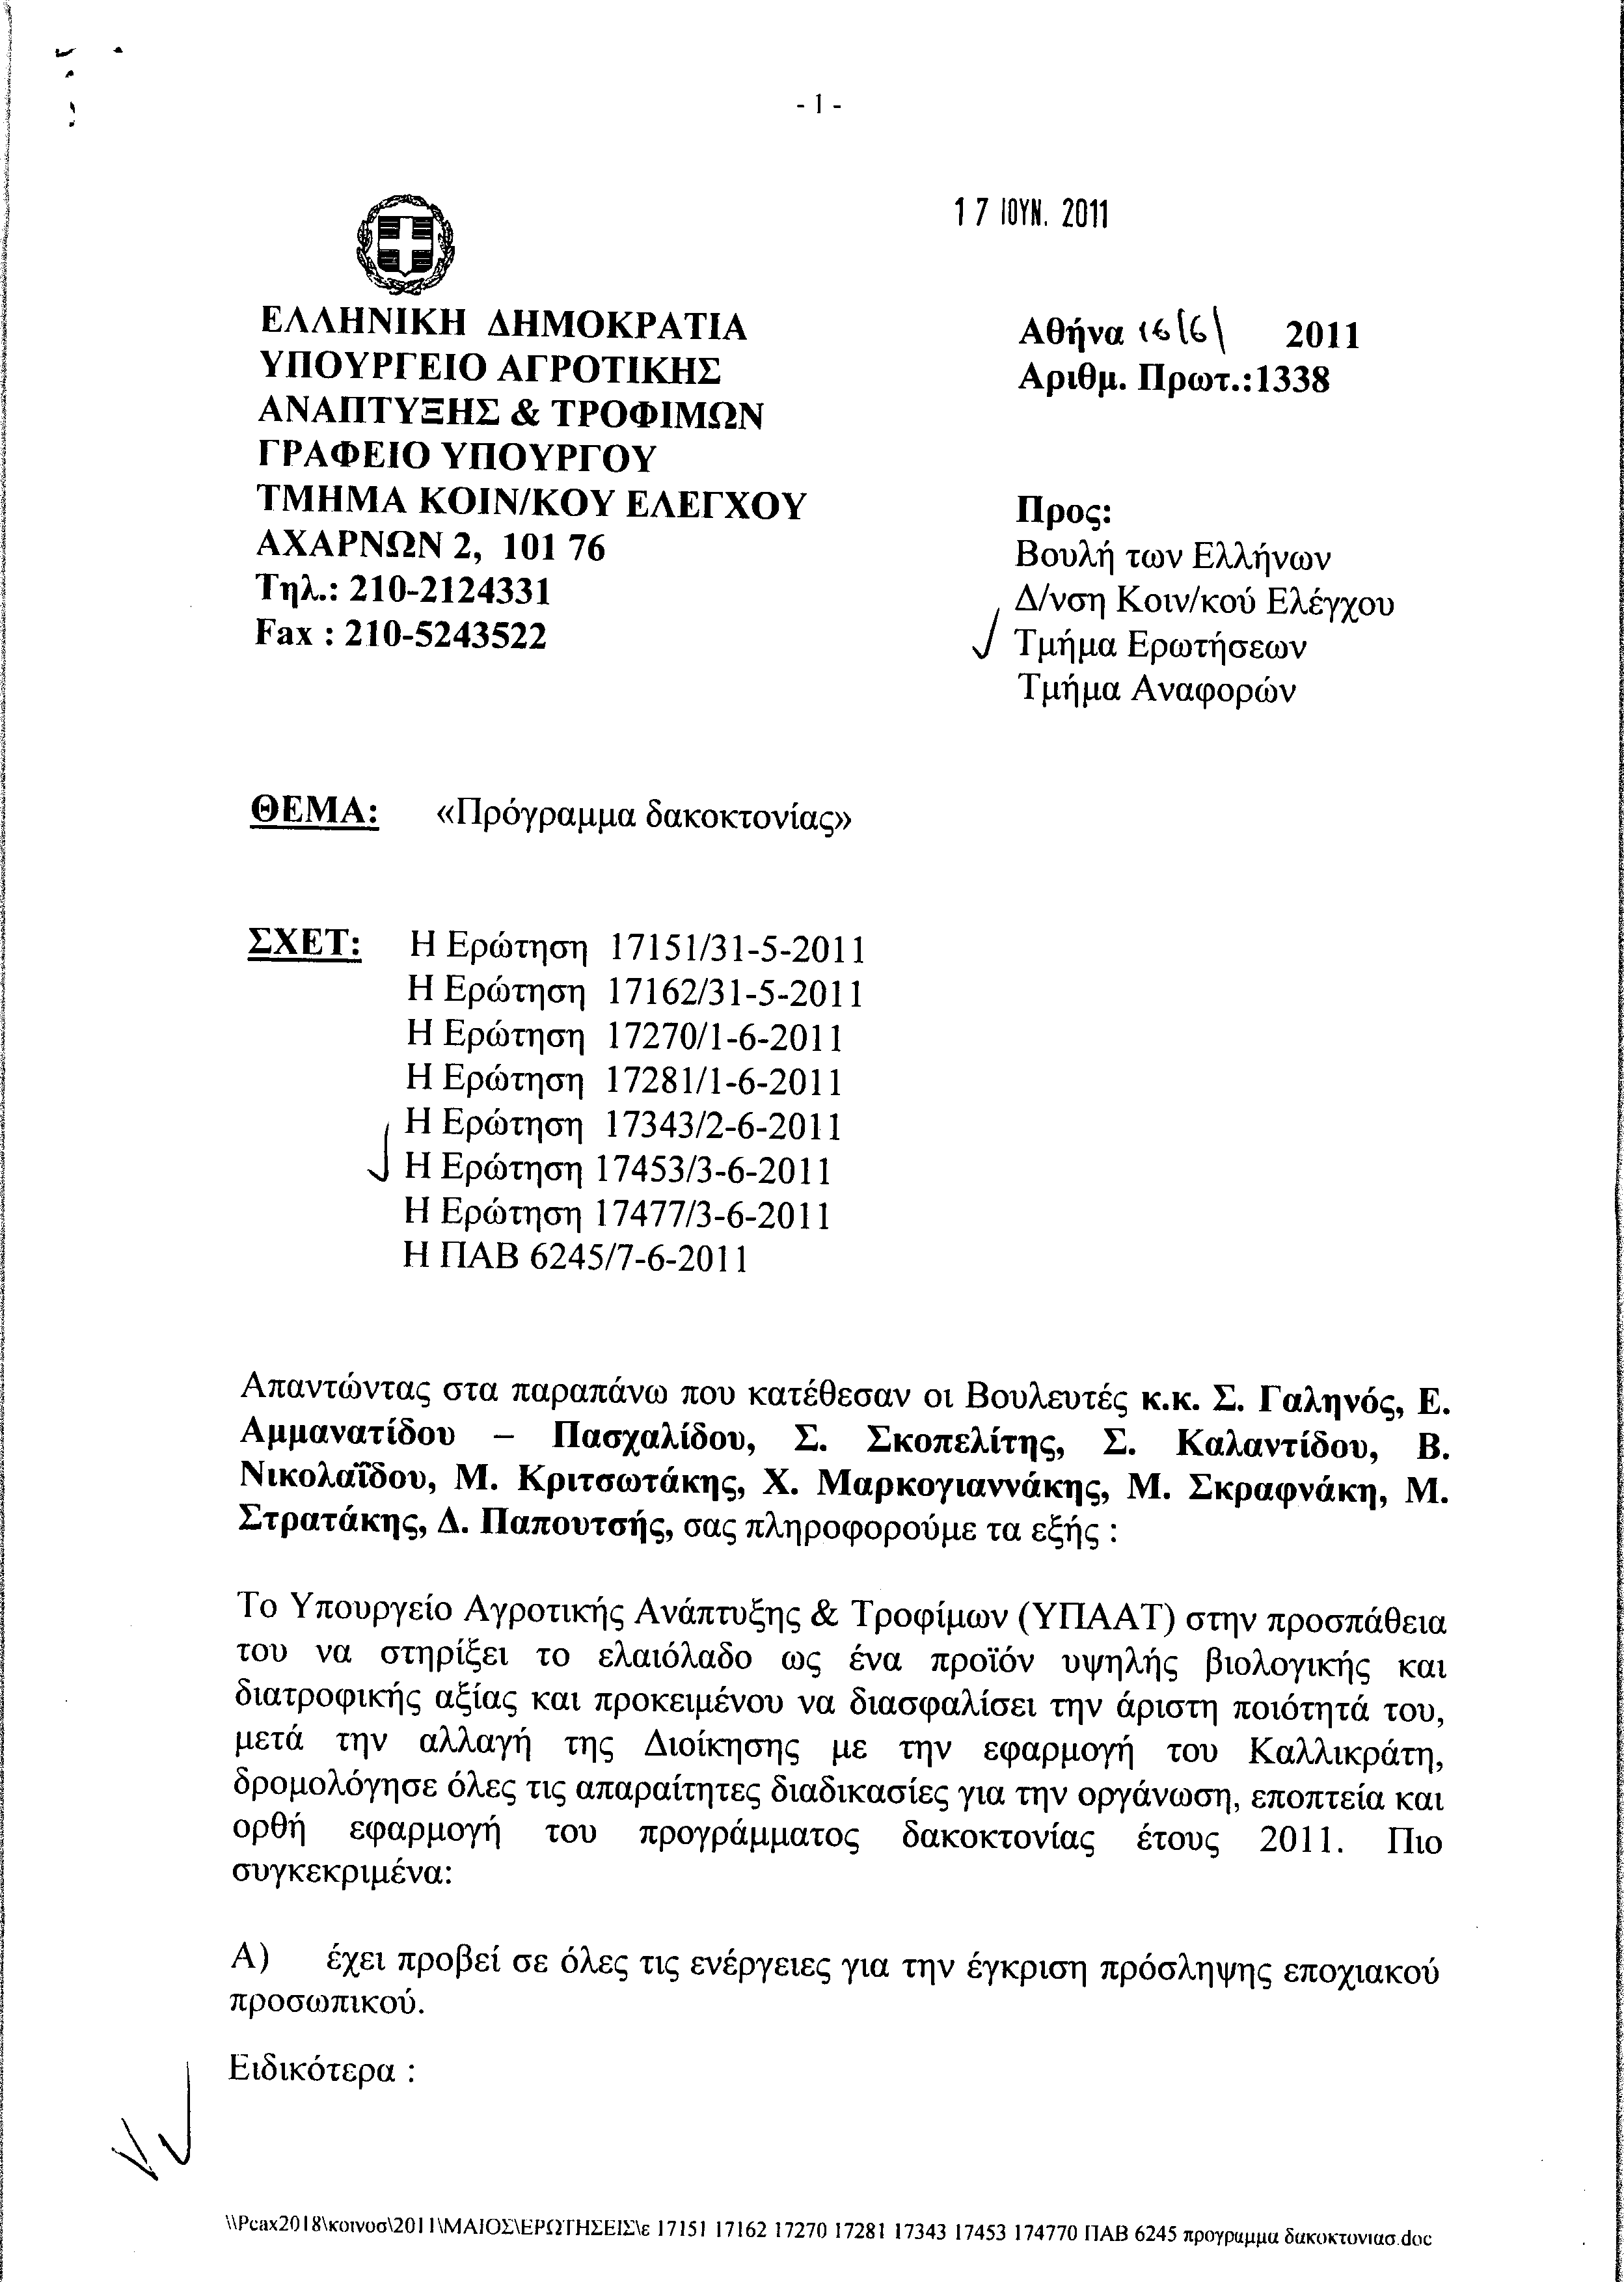 - 1 -
17 ΙΟΥΝ. 2011
ΕΛΛΗΝΙΚΗ ΔΗΜΟΚΡΑΤΙΑ
ΥΠΟΥΡΓΕΙΟ ΑΓΡΟΤΙΚΗΣ
ΑΝΑΠΤΥΞΗΣ & ΤΡΟΦΙΜΩΝ
ΓΡΑΦΕΙΟ ΥΠΟΥΡΓΟΥ
ΤΜΗΜΑ ΚΟΙΝ/ΚΟΥ ΕΛΕΓΧΟΥ
ΑΧΑΡΝΩΝ 2, 101 76
Τηλ.: 210-2124331
Fax : 210-5243522
Αθήνα 16/6/ 2011
Αριθμ. Πρωτ.:1338
Προς:
Βουλή των Ελλήνων
Δ/νση Κοιν/κού Ελέγχου
Τμήμα Ερωτήσεων
Τμήμα Αναφορών
ΘΕΜΑ: «Πρόγραμμα δακοκτονίας»
ΣΧΕΤ: Η Ερώτηση 17151/31-5-2011
Η Ερώτηση 17162/31-5-2011
Η Ερώτηση 17270/1-6-2011
Η Ερώτηση 17281/1-6-2011
Η Ερώτηση 17343/2-6-2011
Η Ερώτηση 17453/3-6-2011
Η Ερώτηση 17477/3-6-2011
Η ΠΑΒ 6245/7-6-2011
Απαντώντας στα παραπάνω που κατέθεσαν οι Βουλευτές κ.κ. Σ. Γαληνός, Ε.
Αμμανατίδου – Πασχαλίδου, Σ. Σκοπελίτης, Σ. Καλαντίδου, Β.
Νικολαΐδου, Μ. Κριτσωτάκης, Χ. Μαρκογιαννάκης, Μ. Σκραφνάκη, Μ.
Στρατάκης, Δ. Παπουτσής, σας πληροφορούμε τα εξής :
Το Υπουργείο Αγροτικής Ανάπτυξης & Τροφίμων (ΥΠΑΑΤ) στην προσπάθεια
του να στηρίξει το ελαιόλαδο ως ένα προϊόν υψηλής βιολογικής και
διατροφικής αξίας και προκειμένου να διασφαλίσει την άριστη ποιότητά του,
μετά την αλλαγή της Διοίκησης με την εφαρμογή του Καλλικράτη,
δρομολόγησε όλες τις απαραίτητες διαδικασίες για την οργάνωση, εποπτεία και
ορθή εφαρμογή του προγράμματος δακοκτονίας έτους 2011. Πιο
συγκεκριμένα:
Α) έχει προβεί σε όλες τις ενέργειες για την έγκριση πρόσληψης εποχιακού
προσωπικού.
Ειδικότερα :
\\Pcax2018\κοινοσ\2011\ΜΑΙΟΣ\ΕΡΩΤΗΣΕΙΣ\ε 17151 17162 17270 17281 17343 17453 174770 ΠΑΒ 6245 προγραμμα δακοκτονιασ.doc